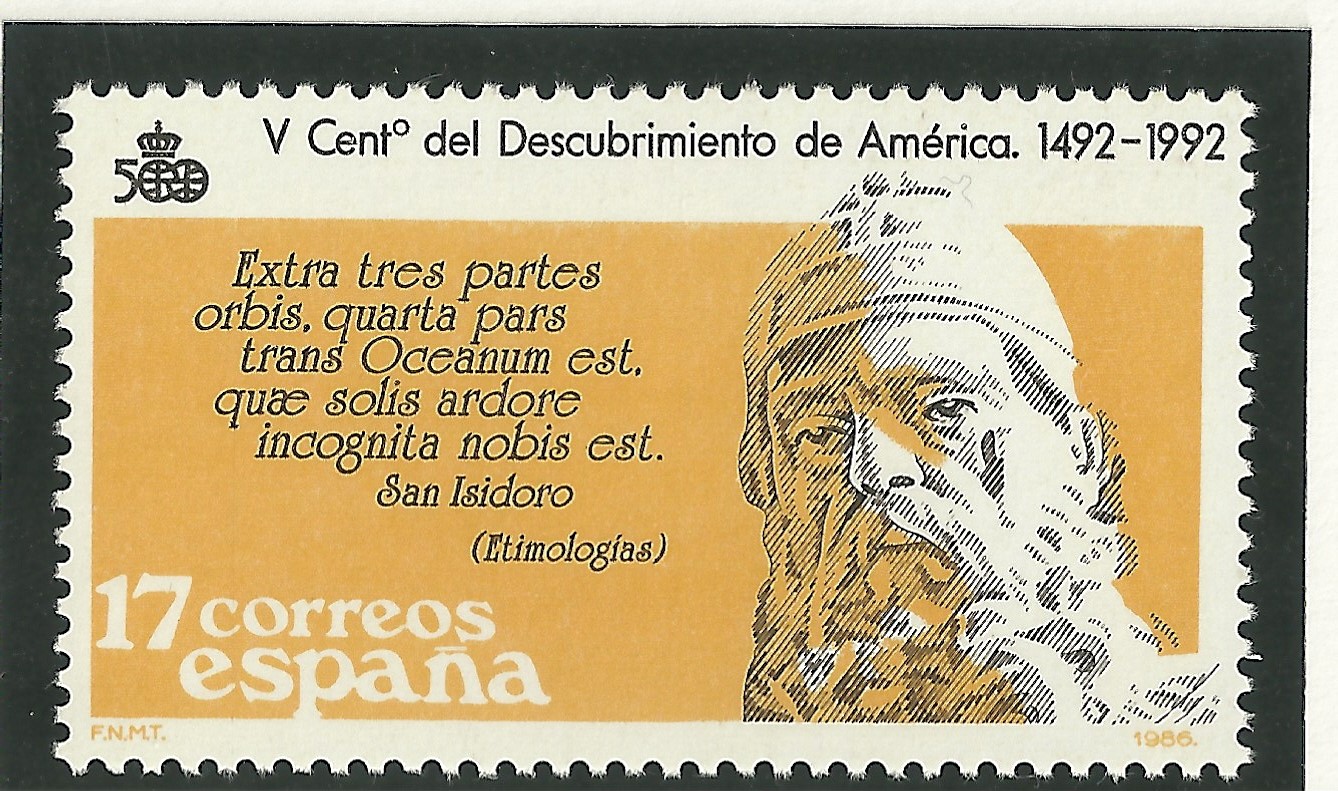 V Centº del Descubrimiento de América. 1492-1992
500
Extra tres partes
orbis, quarta pars
trans Oceanum est,
quæ solis ardore
incognita nobis est.
San Isidoro
(Etimologías)
17 correos
españa
F.N.M.T.
1986.